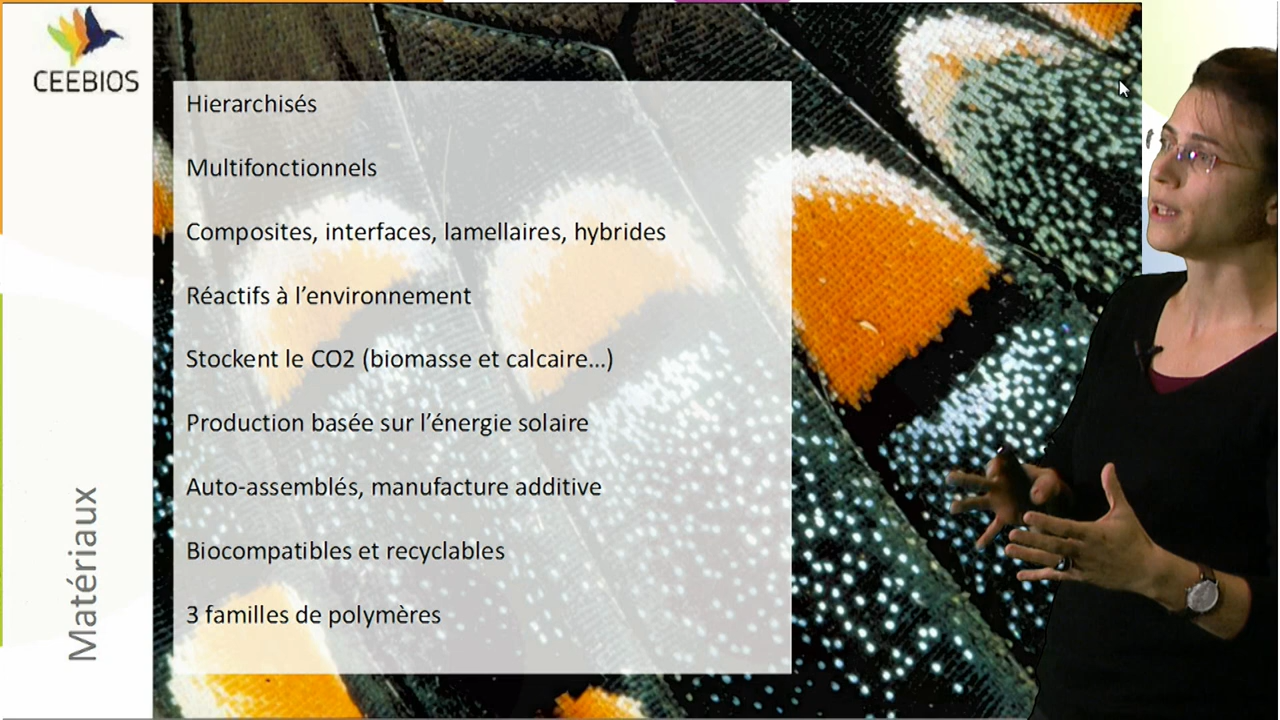 CEEBIOS
Hierarchisés
Multifonctionnels
Composites, interfaces, lamellaires, hybrides
Réactifs à l’environnement
Stockent le CO2 (biomasse et calcaire...)
Production basée sur l’énergie solaire
Auto-assemblés, manufacture additive
Biocompatibles et recyclables
3 familles de polymères
Matériaux